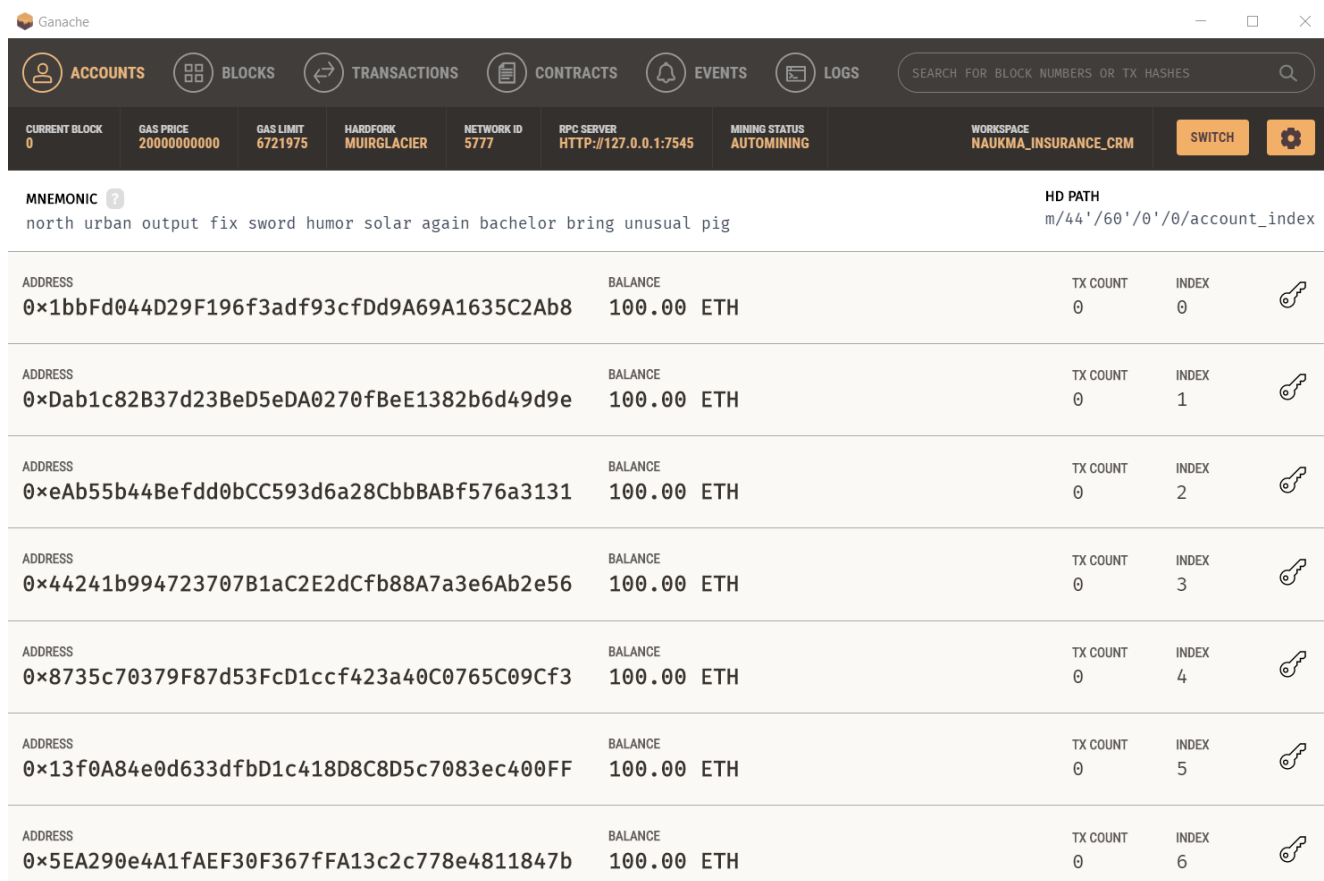 Ganache
ACCOUNTS BLOCKS TRANSACTIONS CONTRACTS EVENTS LOGS SEARCH FOR BLOCK NUMBERS OR TX HASHES
CURRENT BLOCK GAS PRICE GAS LIMIT HARDFORK NETWORK ID RPC SERVER MINING STATUS WORKSPACE
0 20000000000 6721975 MUIRGLACIER 5777 HTTP://127.0.0.1:7545 AUTOMINING NAUKMA_INSURANCE_CRM SWITCH
MNEMONIC ? HD PATH
north urban output fix sword humor solar again bachelor bring unusual pig m/44'/60'/0'/0/account_index
ADDRESS BALANCE TX COUNT INDEX
0×1bbFd044D29F196f3adf93cfDd9A69A1635C2Ab8 100.00 ETH 0 0
ADDRESS BALANCE TX COUNT INDEX
0×Dab1c82B37d23BeD5eDA0270fBeE1382b6d49d9e 100.00 ETH 0 1
ADDRESS BALANCE TX COUNT INDEX
0×eAb55b44Befdd0bCC593d6a28CbbBABf576a3131 100.00 ETH 0 2
ADDRESS BALANCE TX COUNT INDEX
0×44241b994723707B1aC2E2dCfb88A7a3e6Ab2e56 100.00 ETH 0 3
ADDRESS BALANCE TX COUNT INDEX
0×8735c70379F87d53FcD1ccf423a40C0765C09Cf3 100.00 ETH 0 4
ADDRESS BALANCE TX COUNT INDEX
0×13f0A84e0d633dfbD1c418D8C8D5c7083ec400FF 100.00 ETH 0 5
ADDRESS BALANCE TX COUNT INDEX
0×5EA290e4A1fAEF30F367fFA13c2c778e4811847b 100.00 ETH 0 6